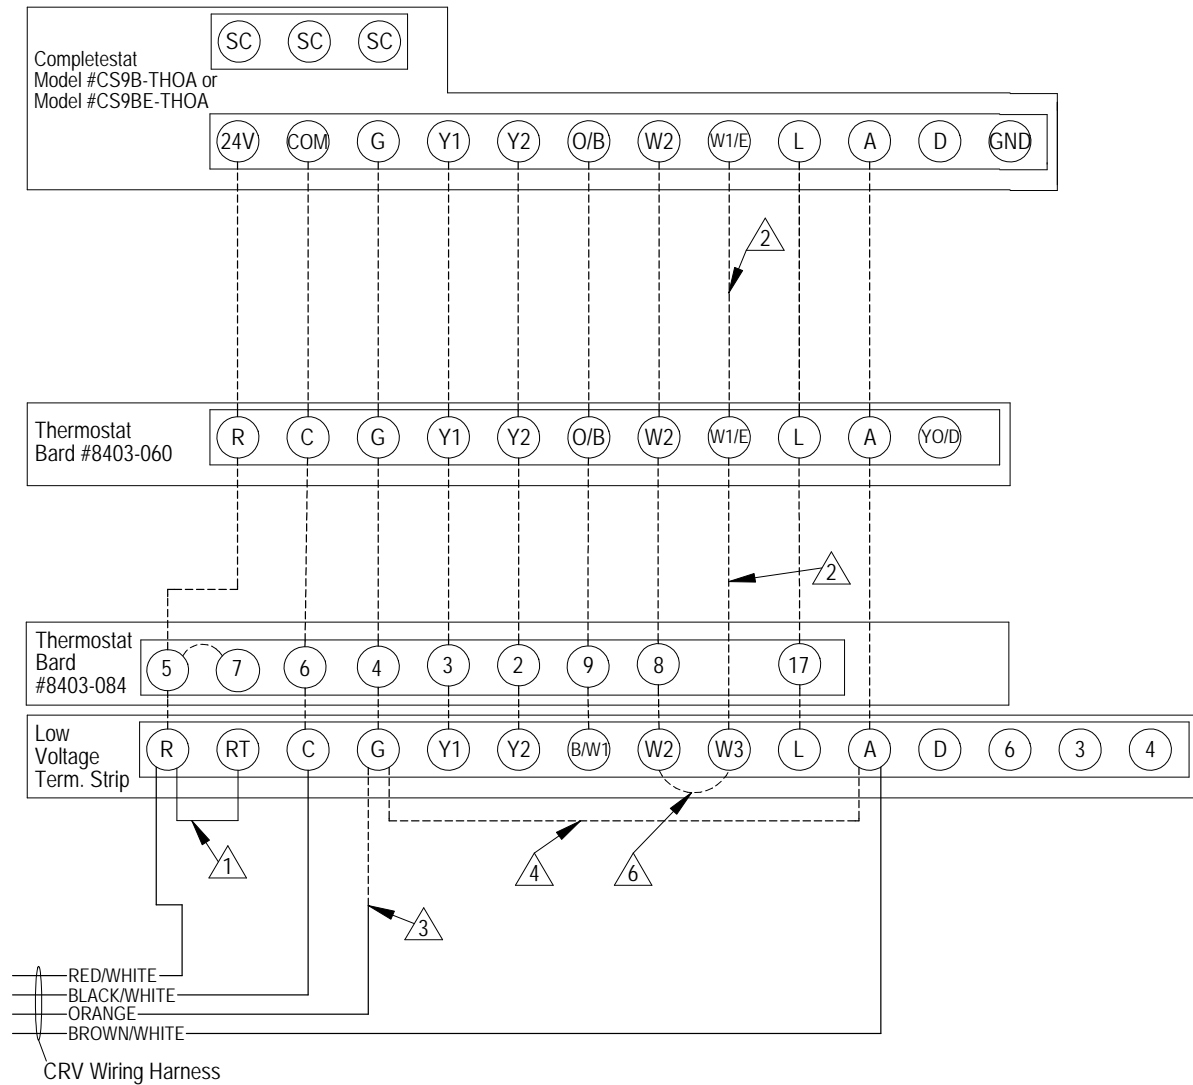 SC SC SC
Completestat
Model #CS9B-THOA or
Model #CS9BE-THOA
24V COM G Y1 Y2 O/B W2 W1/E L A D GND
2
Thermostat
Bard #8403-060
R C G Y1 Y2 O/B W2 W1/E L A YO/D
2
Thermostat
Bard
#8403-084
5 7 6 4 3 2 9 8 17
Low
Voltage
Term. Strip
R RT C G Y1 Y2 B/W1 W2 W3 L A D 6 3 4
1 4 6
3
RED/WHITE
BLACK/WHITE
ORANGE
BROWN/WHITE
CRV Wiring Harness